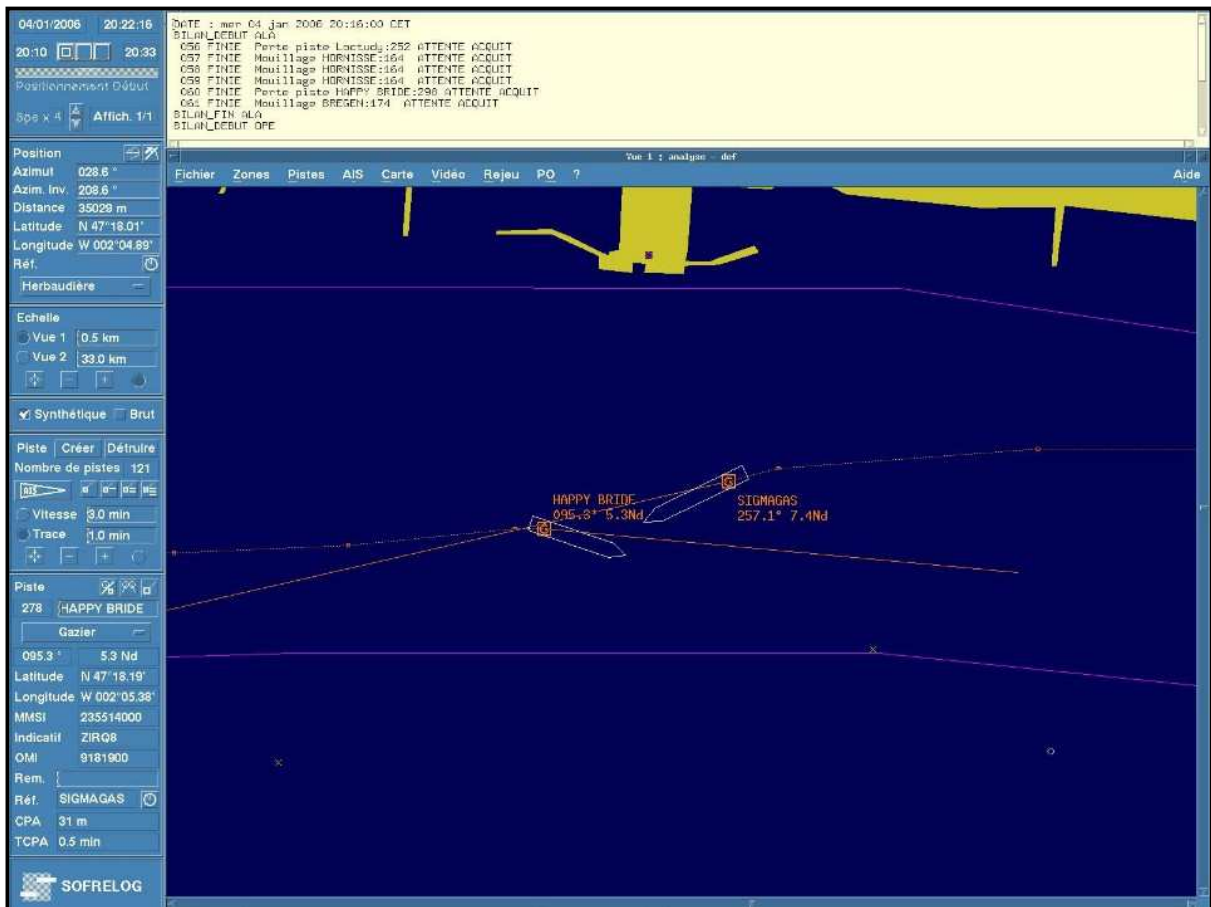 04/01/2006 20:22:16
20:10 20:33
Positionnement Début
Spe x 4 Affich. 1/1
DATE : mer 04 jan 2006 20:16:00 CET
BILAN_DEBUT ALA
056 FINIE Perte piste Loctudy:252 ATTENTE ACQUIT
057 FINIE Mouillage HORNISSE:164 ATTENTE ACQUIT
058 FINIE Mouillage HORNISSE:164 ATTENTE ACQUIT
059 FINIE Mouillage HORNISSE:164 ATTENTE ACQUIT
060 FINIE Perte piste HAPPY BRIDE:298 ATTENTE ACQUIT
061 FINIE Mouillage BREGEN:174 ATTENTE ACQUIT
BILAN_FIN ALA
BILAN_DEBUT OPE
Vue 1 : analyse - def
Fichier Zones Pistes AIS Carte Vidéo Rejeu PO ? Aide
Position
Azimut 028.6 °
Azim. Inv. 208.6 °
Distance 35029 m
Latitude N 47°18.01'
Longitude W 002°04.89'
Réf.
Herbaudière
Echelle
Vue 1 0.5 km
Vue 2 33.0 km
Synthétique Brut
Piste Créer Détruire
Nombre de pistes 121
AIS
Vitesse 3.0 min
Trace 1.0 min
Piste
278 HAPPY BRIDE
Gazier
095.3 ° 5.3 Nd
Latitude N 47°18.19'
Longitude W 002°05.38'
MMSI 235514000
Indicatif ZIRQ8
OMI 9181900
Rem.
Réf. SIGMAGAS
CPA 31 m
TCPA 0.5 min
SOFRELOG
HAPPY BRIDE
095.3° 5.3Nd
G
SIGMAGAS
257.1° 7.4Nd
G